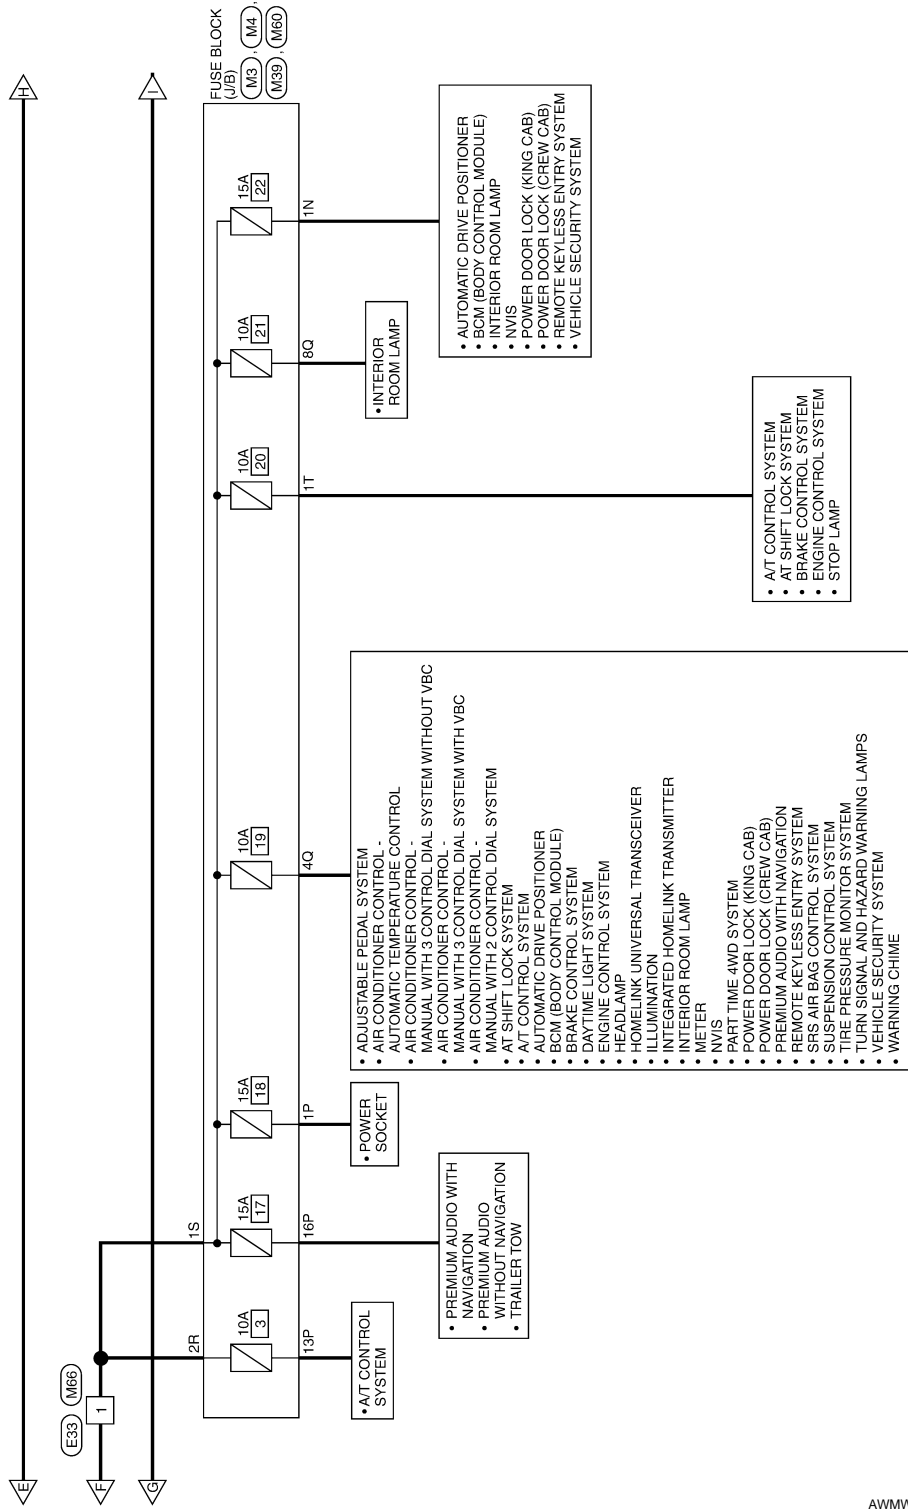 H
I
FUSE BLOCK
(J/B)
M3 , M4 ,
M39 , M60
15A
22
1N
• AUTOMATIC DRIVE POSITIONER
• BCM (BODY CONTROL MODULE)
• INTERIOR ROOM LAMP
• NVIS
• POWER DOOR LOCK (KING CAB)
• POWER DOOR LOCK (CREW CAB)
• REMOTE KEYLESS ENTRY SYSTEM
• VEHICLE SECURITY SYSTEM
10A
21
8Q
• INTERIOR
ROOM LAMP
10A
20
1T
• A/T CONTROL SYSTEM
• AT SHIFT LOCK SYSTEM
• BRAKE CONTROL SYSTEM
• ENGINE CONTROL SYSTEM
• STOP LAMP
10A
19
4Q
• ADJUSTABLE PEDAL SYSTEM
• AIR CONDITIONER CONTROL -
AUTOMATIC TEMPERATURE CONTROL
• AIR CONDITIONER CONTROL -
MANUAL WITH 3 CONTROL DIAL SYSTEM WITHOUT VBC
• AIR CONDITIONER CONTROL -
MANUAL WITH 3 CONTROL DIAL SYSTEM WITH VBC
• AIR CONDITIONER CONTROL -
MANUAL WITH 2 CONTROL DIAL SYSTEM
• AT SHIFT LOCK SYSTEM
• A/T CONTROL SYSTEM
• AUTOMATIC DRIVE POSITIONER
• BCM (BODY CONTROL MODULE)
• BRAKE CONTROL SYSTEM
• DAYTIME LIGHT SYSTEM
• ENGINE CONTROL SYSTEM
• HEADLAMP
• HOMELINK UNIVERSAL TRANSCEIVER
• ILLUMINATION
• INTEGRATED HOMELINK TRANSMITTER
• INTERIOR ROOM LAMP
• METER
• NVIS
• PART TIME 4WD SYSTEM
• POWER DOOR LOCK (KING CAB)
• POWER DOOR LOCK (CREW CAB)
• PREMIUM AUDIO WITH NAVIGATION
• REMOTE KEYLESS ENTRY SYSTEM
• SRS AIR BAG CONTROL SYSTEM
• SUSPENSION CONTROL SYSTEM
• TIRE PRESSURE MONITOR SYSTEM
• TURN SIGNAL AND HAZARD WARNING LAMPS
• VEHICLE SECURITY SYSTEM
• WARNING CHIME
15A
18
1P
• POWER
SOCKET
1S
15A
17
16P
• PREMIUM AUDIO WITH
NAVIGATION
• PREMIUM AUDIO
WITHOUT NAVIGATION
• TRAILER TOW
2R
10A
3
13P
• A/T CONTROL
SYSTEM
E33 M66
1
E
F
G
AWMW